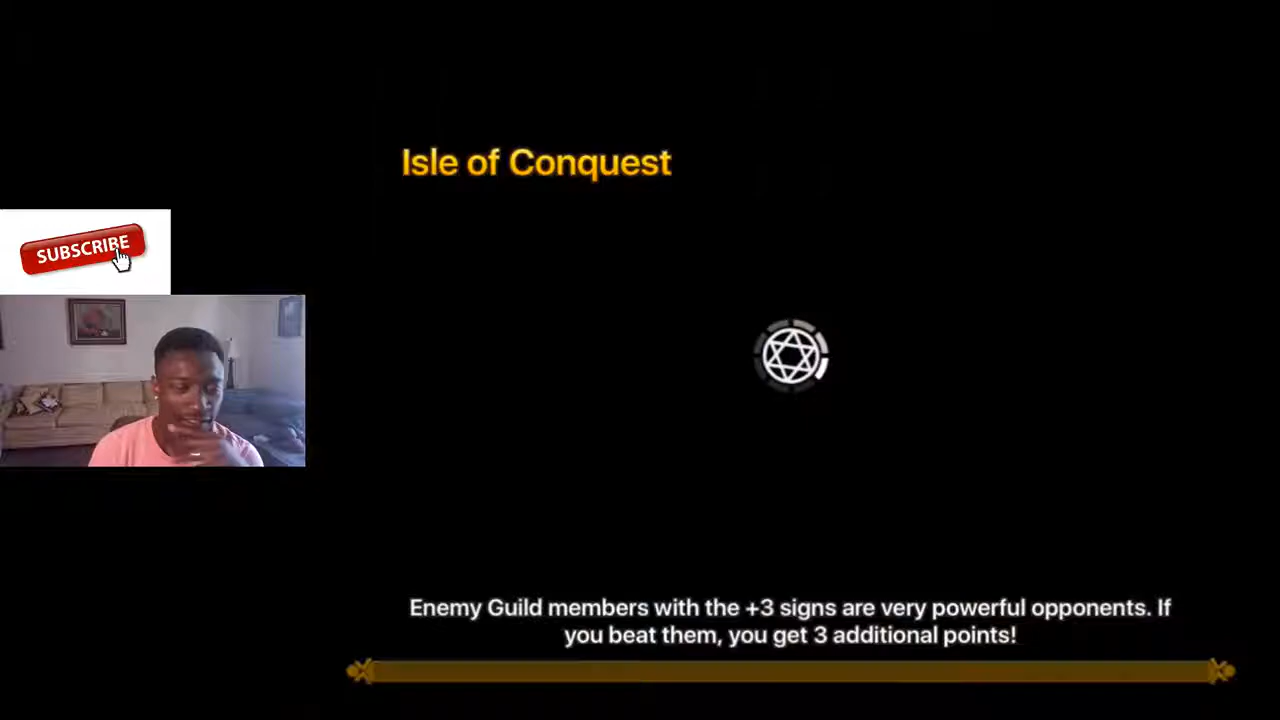 Isle of Conquest
SUBSCRIBE
Enemy Guild members with the +3 signs are very powerful opponents. If
you beat them, you get 3 additional points!